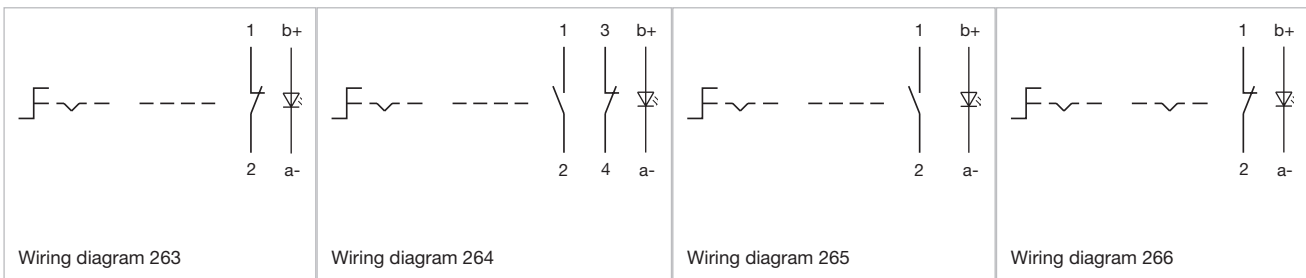 1 b+
2 a-
Wiring diagram 263
1 3 b+
2 4 a-
Wiring diagram 264
1 b+
2 a-
Wiring diagram 265
1 b+
2 a-
Wiring diagram 266